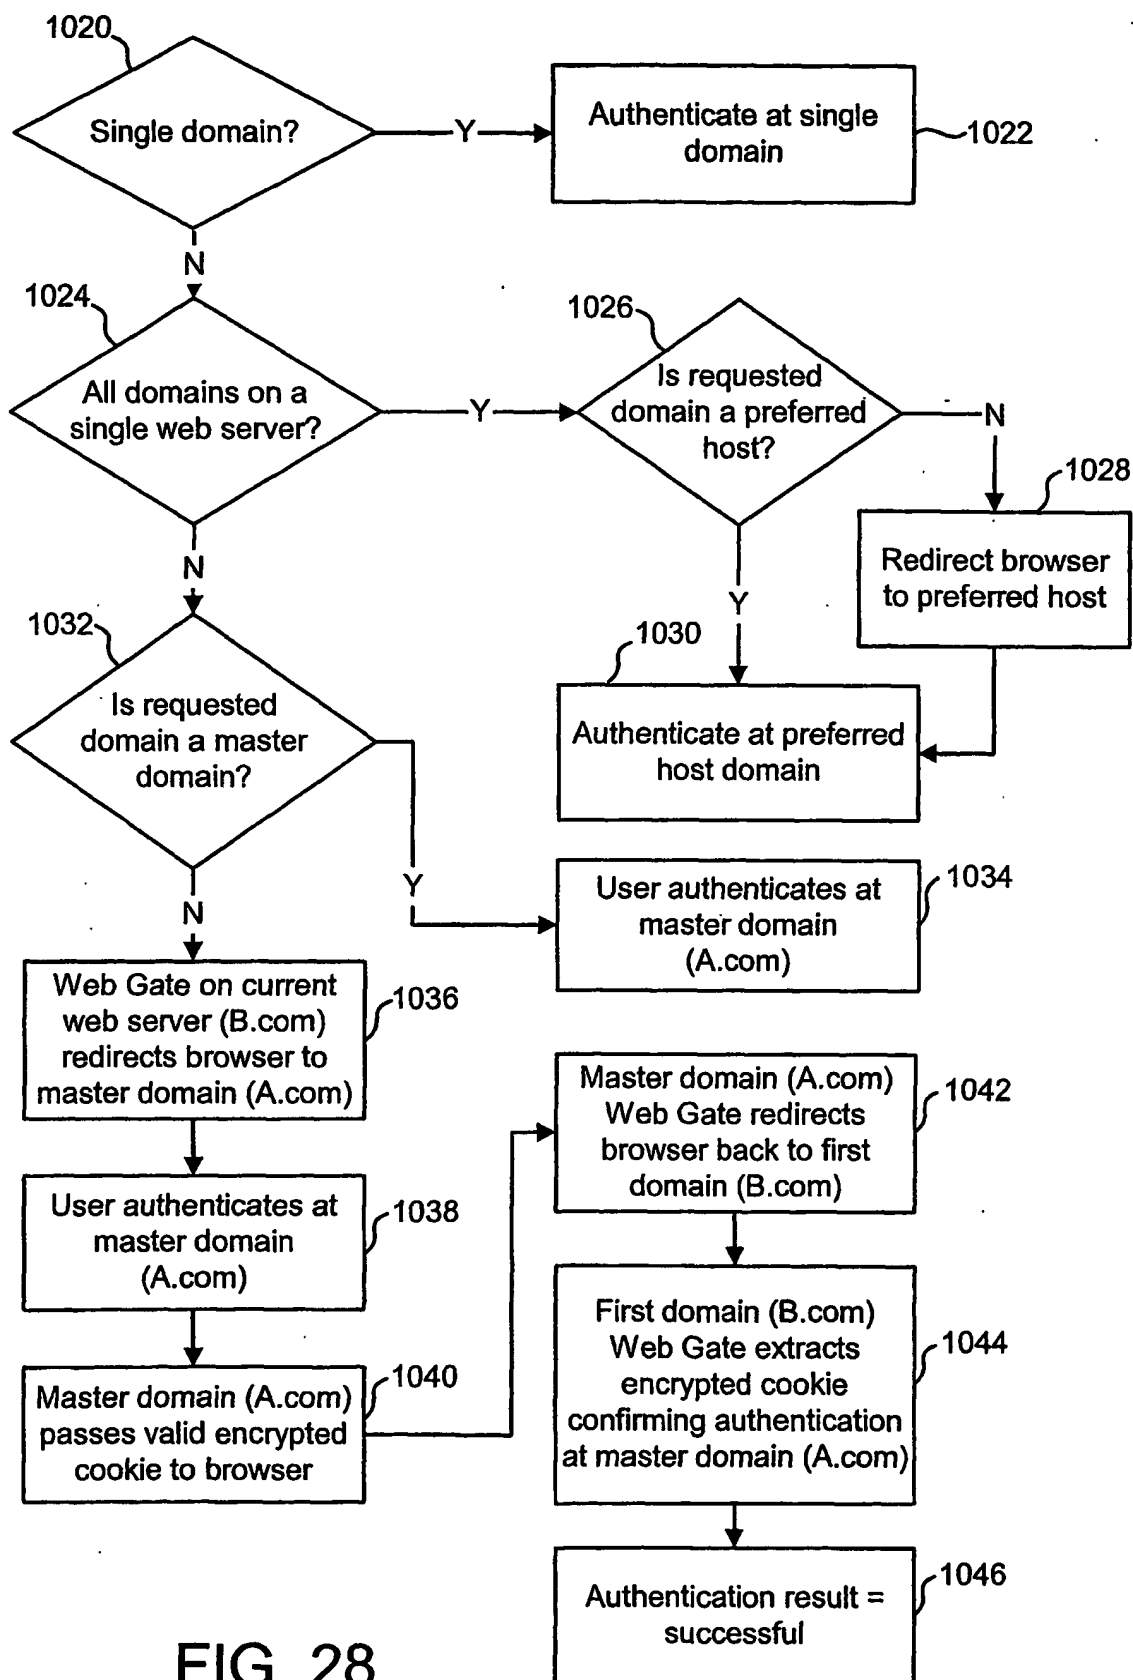 1020
Single domain?
Y
Authenticate at single
domain
1022
N
1024
All domains on a
single web server?
Y
1026
Is requested
domain a preferred
host?
N
1028
Redirect browser
to preferred host
Y
1030
Authenticate at preferred
host domain
N
1032
Is requested
domain a master
domain?
Y
1034
User authenticates at
master domain
(A.com)
N
Web Gate on current
web server (B.com)
redirects browser to
master domain (A.com)
1036
User authenticates at
master domain
(A.com)
1038
Master domain (A.com)
passes valid encrypted
cookie to browser
1040
Master domain (A.com)
Web Gate redirects
browser back to first
domain (B.com)
1042
First domain (B.com)
Web Gate extracts
encrypted cookie
confirming authentication
at master domain (A.com)
1044
Authentication result =
successful
1046
FIG. 28